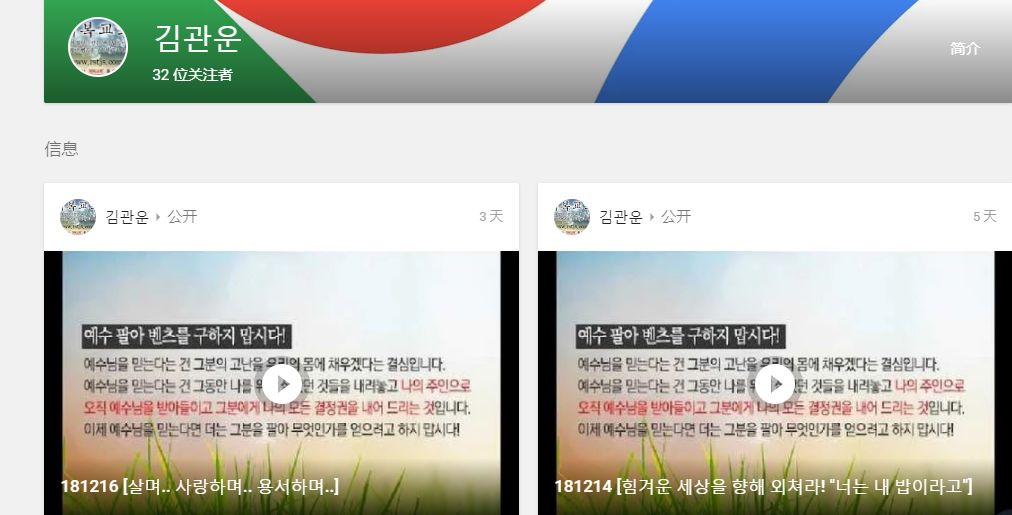 김관운
32 位关注者
简介
信息
김관운 公开
3 天
예수 팔아 벤츠를 구하지 맙시다!
예수님을 믿는다는 건 그분의 고난을 우리의 몸에 채우겠다는 결심입니다.
예수님을 믿는다는 건 그동안 나를 던 것들을 내려놓고 나의 주인으로
오직 예수님을 받아들이고 그분에게 나의 모든 결정권을 내어 드리는 것입니다.
이제 예수님을 믿는다면 더는 그분을 팔아 무엇인가를 얻으려고 하지 맙시다!
181216 [살며.. 사랑하며.. 용서하며..]
김관운 公开
5 天
예수 팔아 벤츠를 구하지 맙시다!
예수님을 믿는다는 건 그분의 고난을 우리의 몸에 채우겠다는 결심입니다.
예수님을 믿는다는 건 그동안 나를 던 것들을 내려놓고 나의 주인으로
오직 예수님을 받아들이고 그분에게 나의 모든 결정권을 내어 드리는 것입니다.
이제 예수님을 믿는다면 더는 그분을 팔아 무엇인가를 얻으려고 하지 맙시다!
181214 [힘겨운 세상을 향해 외쳐라! "너는 내 밥이라고"]